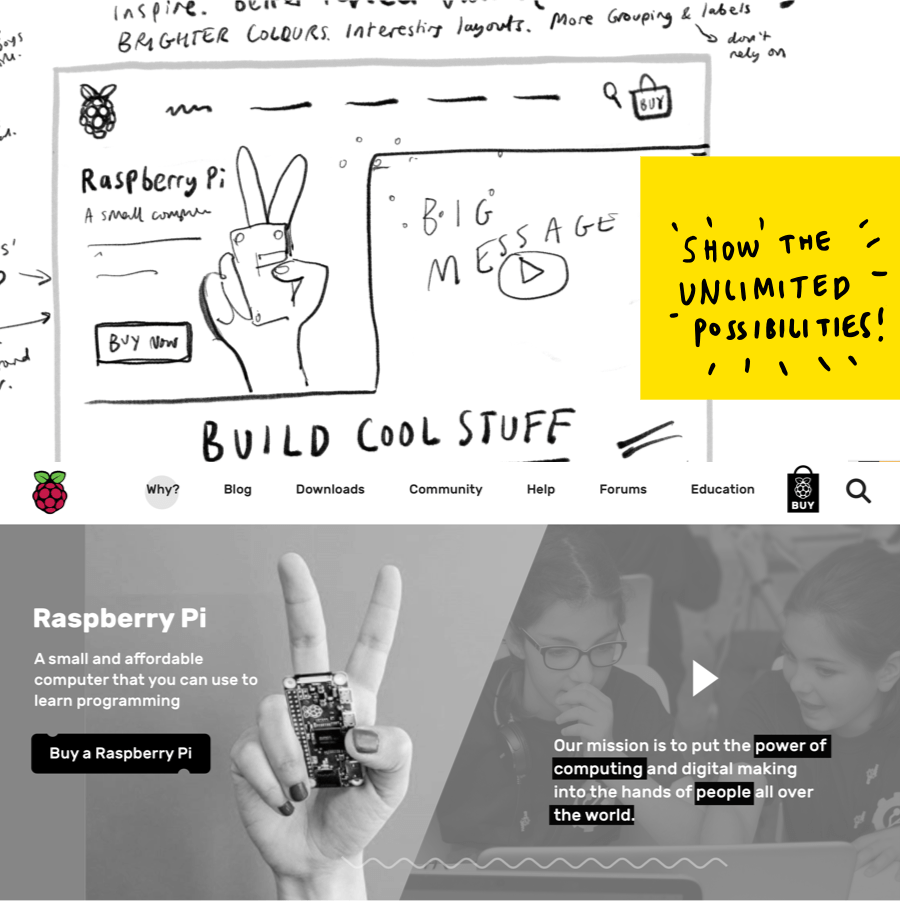 Inspire.
BRIGHTER COLOURS. Interesting layouts. More Grouping & labels
don't
rely on
BUY
Raspberry Pi
A small
BIG
MESSAGE
BUY NOW
'SHOW' THE
UNLIMITED
POSSIBILITIES!
BUILD COOL STUFF
Why? Blog Downloads Community Help Forums Education BUY
Raspberry Pi
A small and affordable
computer that you can use to
learn programming
Buy a Raspberry Pi
Our mission is to put the power of
computing and digital making
into the hands of people all over
the world.